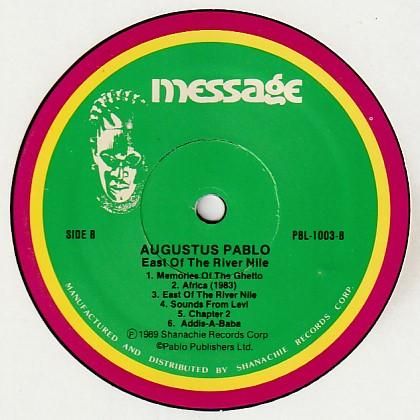 message
SIDE B
PBL-1003-B
AUGUSTUS PABLO
East Of The River Nile
1. Memories Of The Ghetto
2. Africa (1983)
3. East Of The River Nile
4. Sounds From Levi
5. Chapter 2
6. Addis-A-Baba
Ⓟ1989 Shanachie Records Corp
©Pablo Publishers Ltd.
MANUFACTURED AND DISTRIBUTED BY SHANACHIE RECORDS CORP.